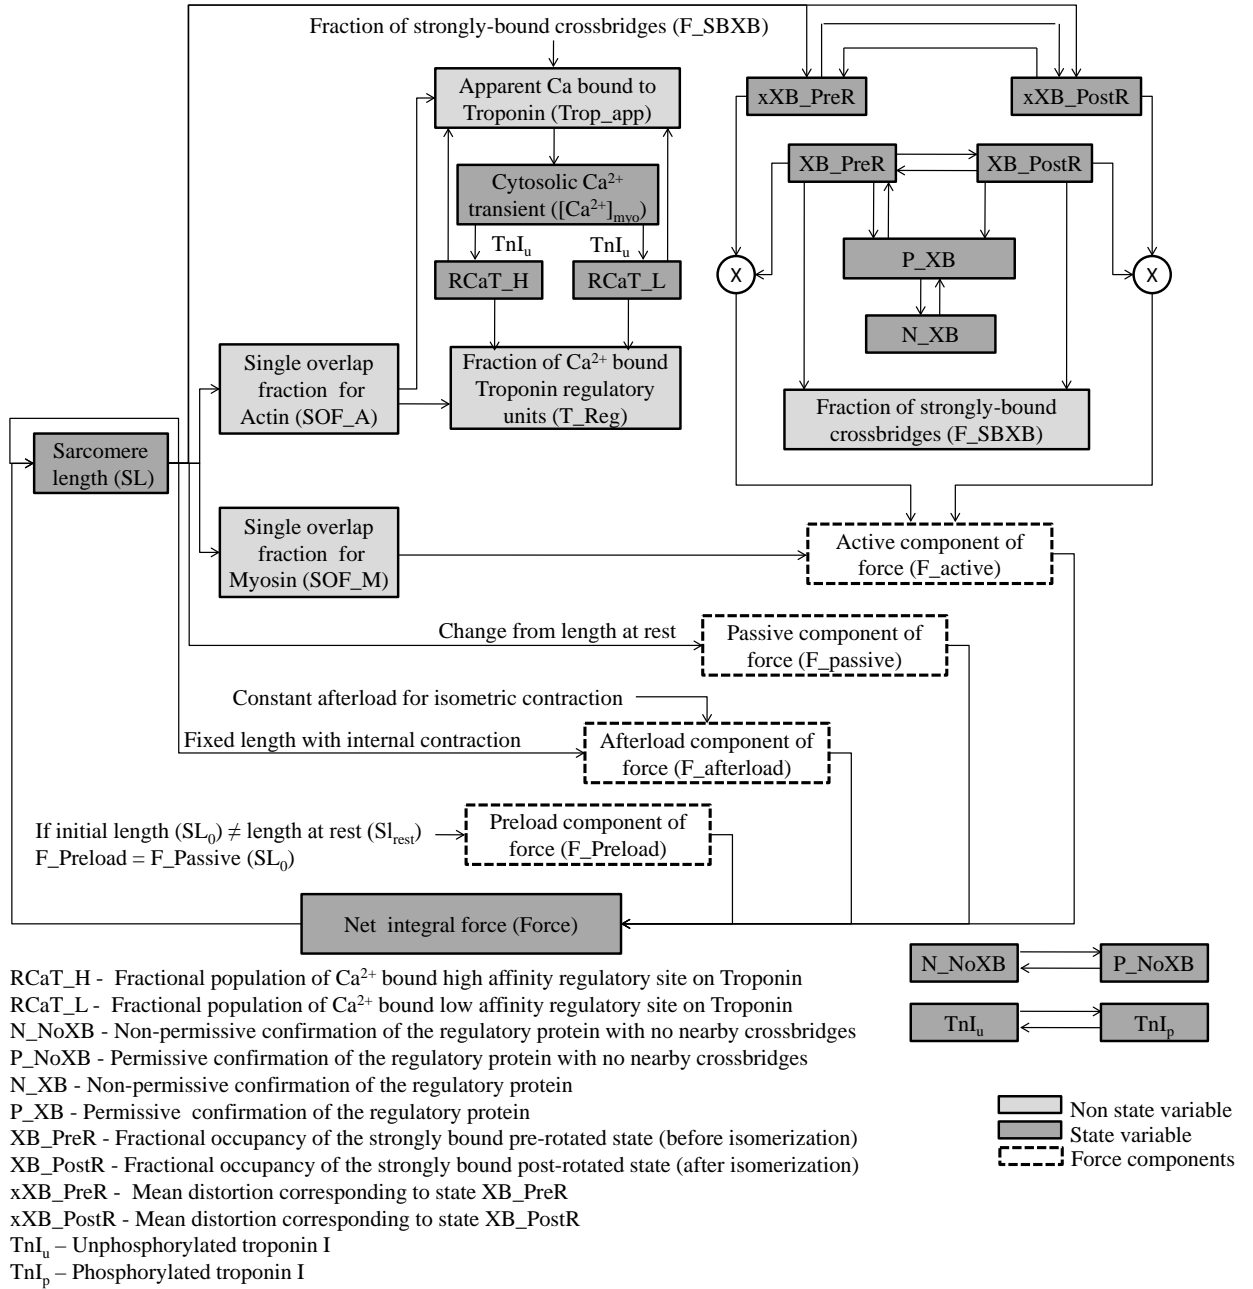 Fraction of strongly-bound crossbridges (F_SBXB)
Apparent Ca bound to
Troponin (Trop_app)
xXB_PreR
xXB_PostR
XB_PreR
XB_PostR
Cytosolic Ca²⁺
transient ([Ca²⁺]myo)
TnIu
TnIu
RCaT_H
RCaT_L
P_XB
X
X
N_XB
Single overlap
fraction for
Actin (SOF_A)
Fraction of Ca²⁺ bound
Troponin regulatory
units (T_Reg)
Fraction of strongly-bound
crossbridges (F_SBXB)
Sarcomere
length (SL)
Single overlap
fraction for
Myosin (SOF_M)
Active component of
force (F_active)
Change from length at rest
Passive component of
force (F_passive)
Constant afterload for isometric contraction
Fixed length with internal contraction
Afterload component of
force (F_afterload)
If initial length (SL₀) ≠ length at rest (Slrest)
F_Preload = F_Passive (SL₀)
Preload component of
force (F_Preload)
Net integral force (Force)
N_NoXB
P_NoXB
TnIu
TnIp
RCaT_H - Fractional population of Ca²⁺ bound high affinity regulatory site on Troponin
RCaT_L - Fractional population of Ca²⁺ bound low affinity regulatory site on Troponin
N_NoXB - Non-permissive confirmation of the regulatory protein with no nearby crossbridges
P_NoXB - Permissive confirmation of the regulatory protein with no nearby crossbridges
N_XB - Non-permissive confirmation of the regulatory protein
P_XB - Permissive confirmation of the regulatory protein
XB_PreR - Fractional occupancy of the strongly bound pre-rotated state (before isomerization)
XB_PostR - Fractional occupancy of the strongly bound post-rotated state (after isomerization)
xXB_PreR - Mean distortion corresponding to state XB_PreR
xXB_PostR - Mean distortion corresponding to state XB_PostR
TnIu – Unphosphorylated troponin I
TnIp – Phosphorylated troponin I
Non state variable
State variable
Force components